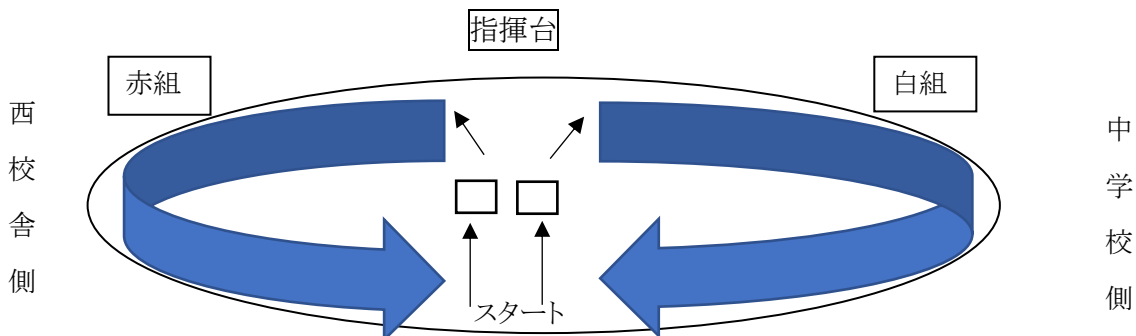 指揮台
赤組
白組
西校舎側
中学校側
スタート